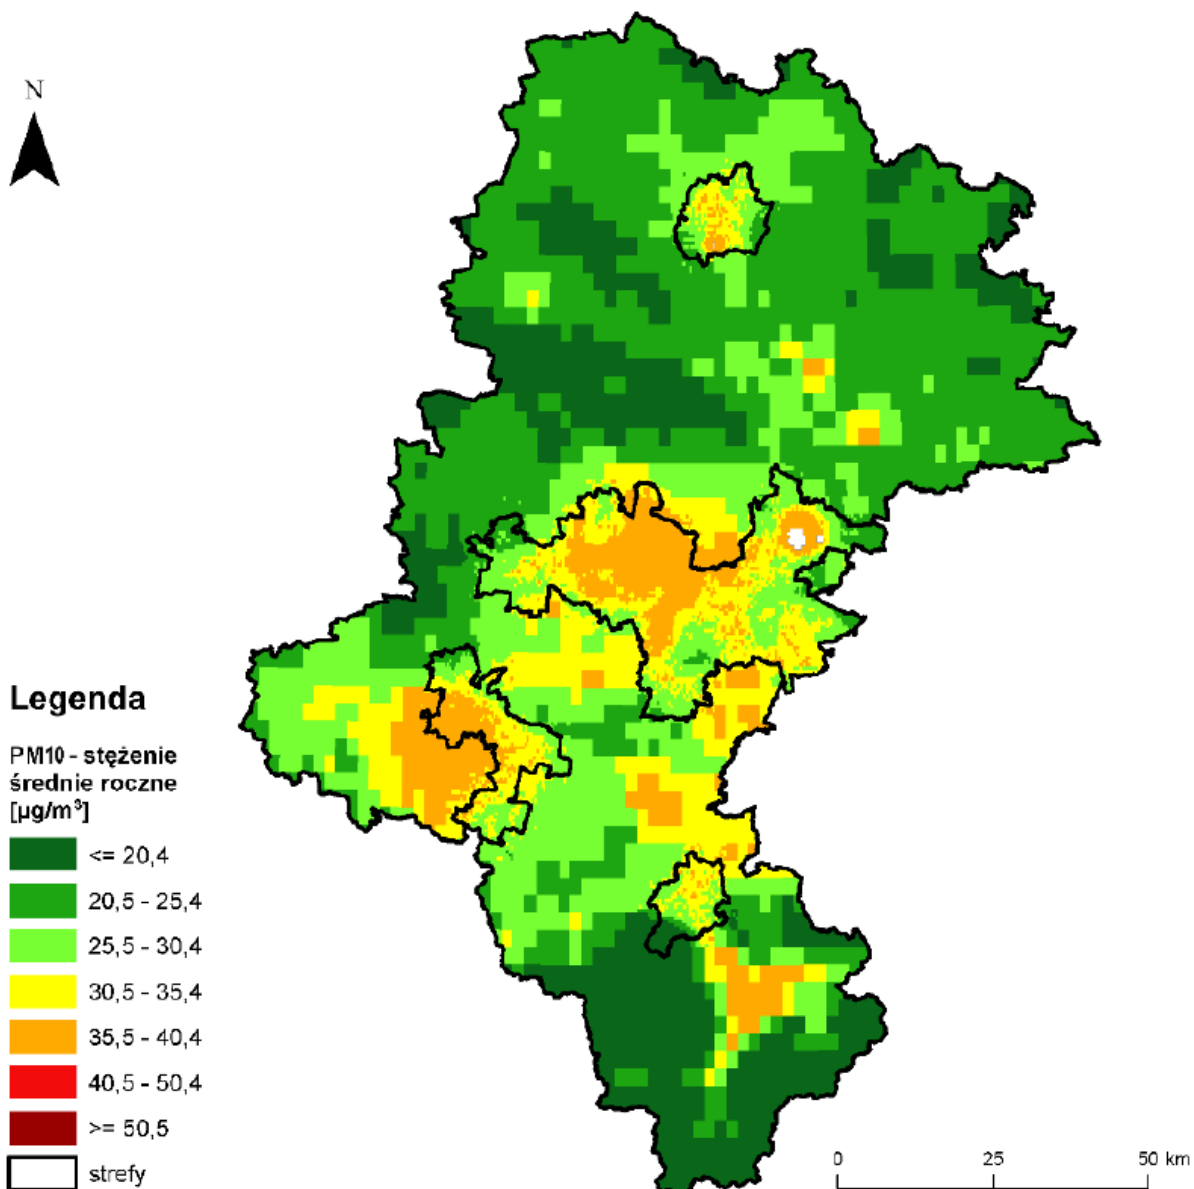 N
Legenda
PM10 - stężenie
średnie roczne
[µg/m³]
<= 20,4
20,5 - 25,4
25,5 - 30,4
30,5 - 35,4
35,5 - 40,4
40,5 - 50,4
>= 50,5
strefy
0 25 50 km